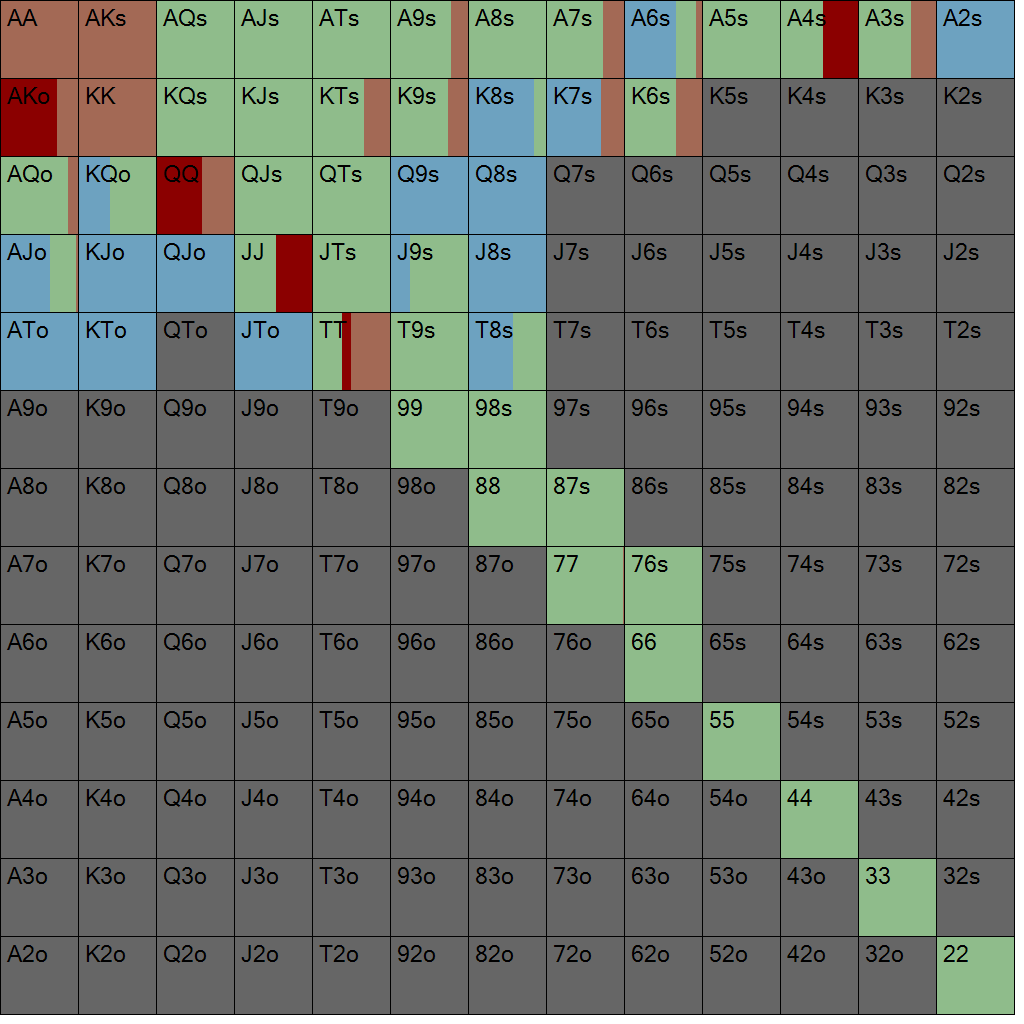 AA AKs AQs AJs ATs A9s A8s A7s A6s A5s A4s A3s A2s
AKo KK KQs KJs KTs K9s K8s K7s K6s K5s K4s K3s K2s
AQo KQo QQ QJs QTs Q9s Q8s Q7s Q6s Q5s Q4s Q3s Q2s
AJo KJo QJo JJ JTs J9s J8s J7s J6s J5s J4s J3s J2s
ATo KTo QTo JTo TT T9s T8s T7s T6s T5s T4s T3s T2s
A9o K9o Q9o J9o T9o 99 98s 97s 96s 95s 94s 93s 92s
A8o K8o Q8o J8o T8o 98o 88 87s 86s 85s 84s 83s 82s
A7o K7o Q7o J7o T7o 97o 87o 77 76s 75s 74s 73s 72s
A6o K6o Q6o J6o T6o 96o 86o 76o 66 65s 64s 63s 62s
A5o K5o Q5o J5o T5o 95o 85o 75o 65o 55 54s 53s 52s
A4o K4o Q4o J4o T4o 94o 84o 74o 64o 54o 44 43s 42s
A3o K3o Q3o J3o T3o 93o 83o 73o 63o 53o 43o 33 32s
A2o K2o Q2o J2o T2o 92o 82o 72o 62o 52o 42o 32o 22